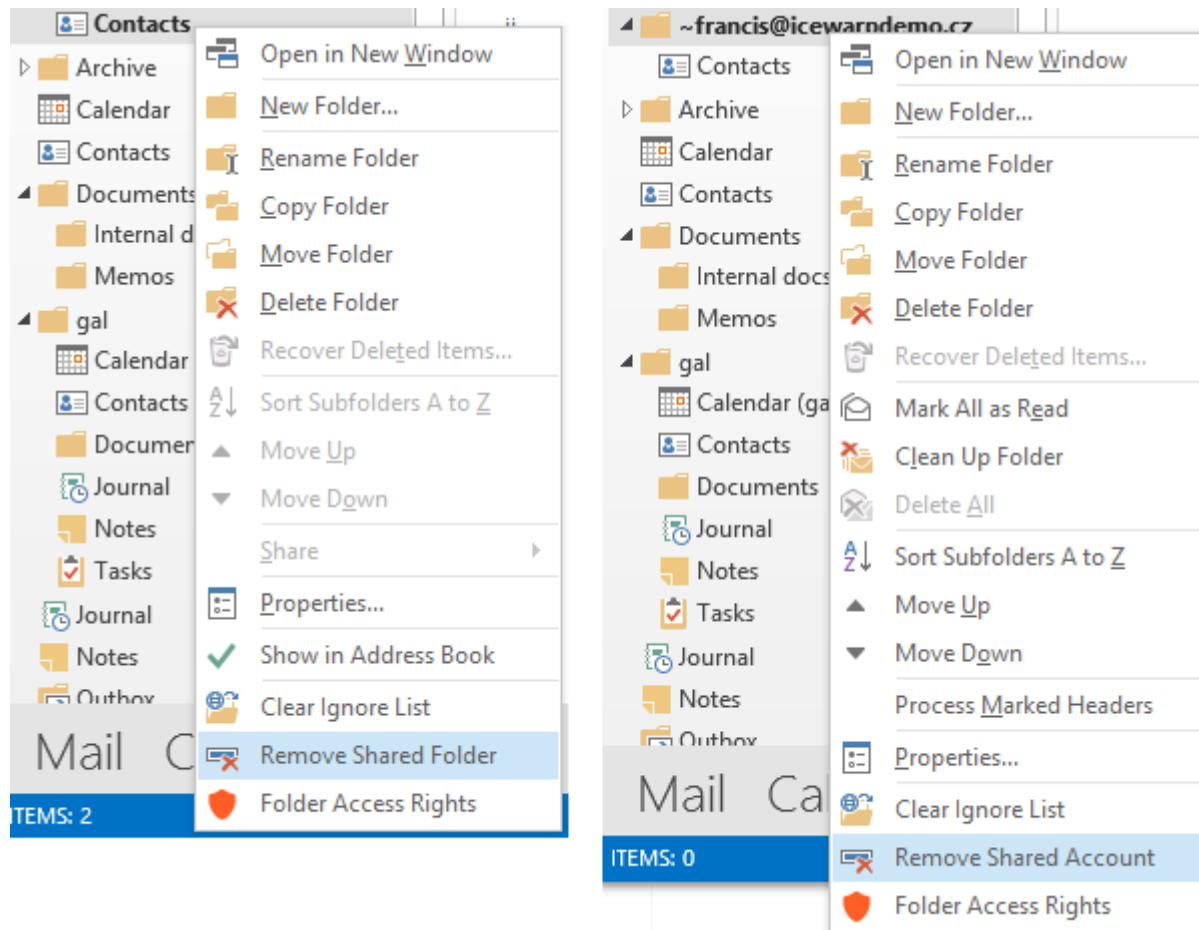 Contacts
Archive
Calendar
Contacts
Documents
Internal d
Memos
gal
Calendar
Contacts
Documen
Journal
Notes
Tasks
Journal
Notes
Outbox
Mail C
ITEMS: 2
Open in New Window
New Folder...
Rename Folder
Copy Folder
Move Folder
Delete Folder
Recover Deleted Items...
Sort Subfolders A to Z
Move Up
Move Down
Share
Properties...
Show in Address Book
Clear Ignore List
Remove Shared Folder
Folder Access Rights
~francis@icewarpdemo.cz
Contacts
Archive
Calendar
Contacts
Documents
Internal docs
Memos
gal
Calendar (ga
Contacts
Documents
Journal
Notes
Tasks
Journal
Notes
Outbox
Mail Ca
ITEMS: 0
Open in New Window
New Folder...
Rename Folder
Copy Folder
Move Folder
Delete Folder
Recover Deleted Items...
Mark All as Read
Clean Up Folder
Delete All
Sort Subfolders A to Z
Move Up
Move Down
Process Marked Headers
Properties...
Clear Ignore List
Remove Shared Account
Folder Access Rights